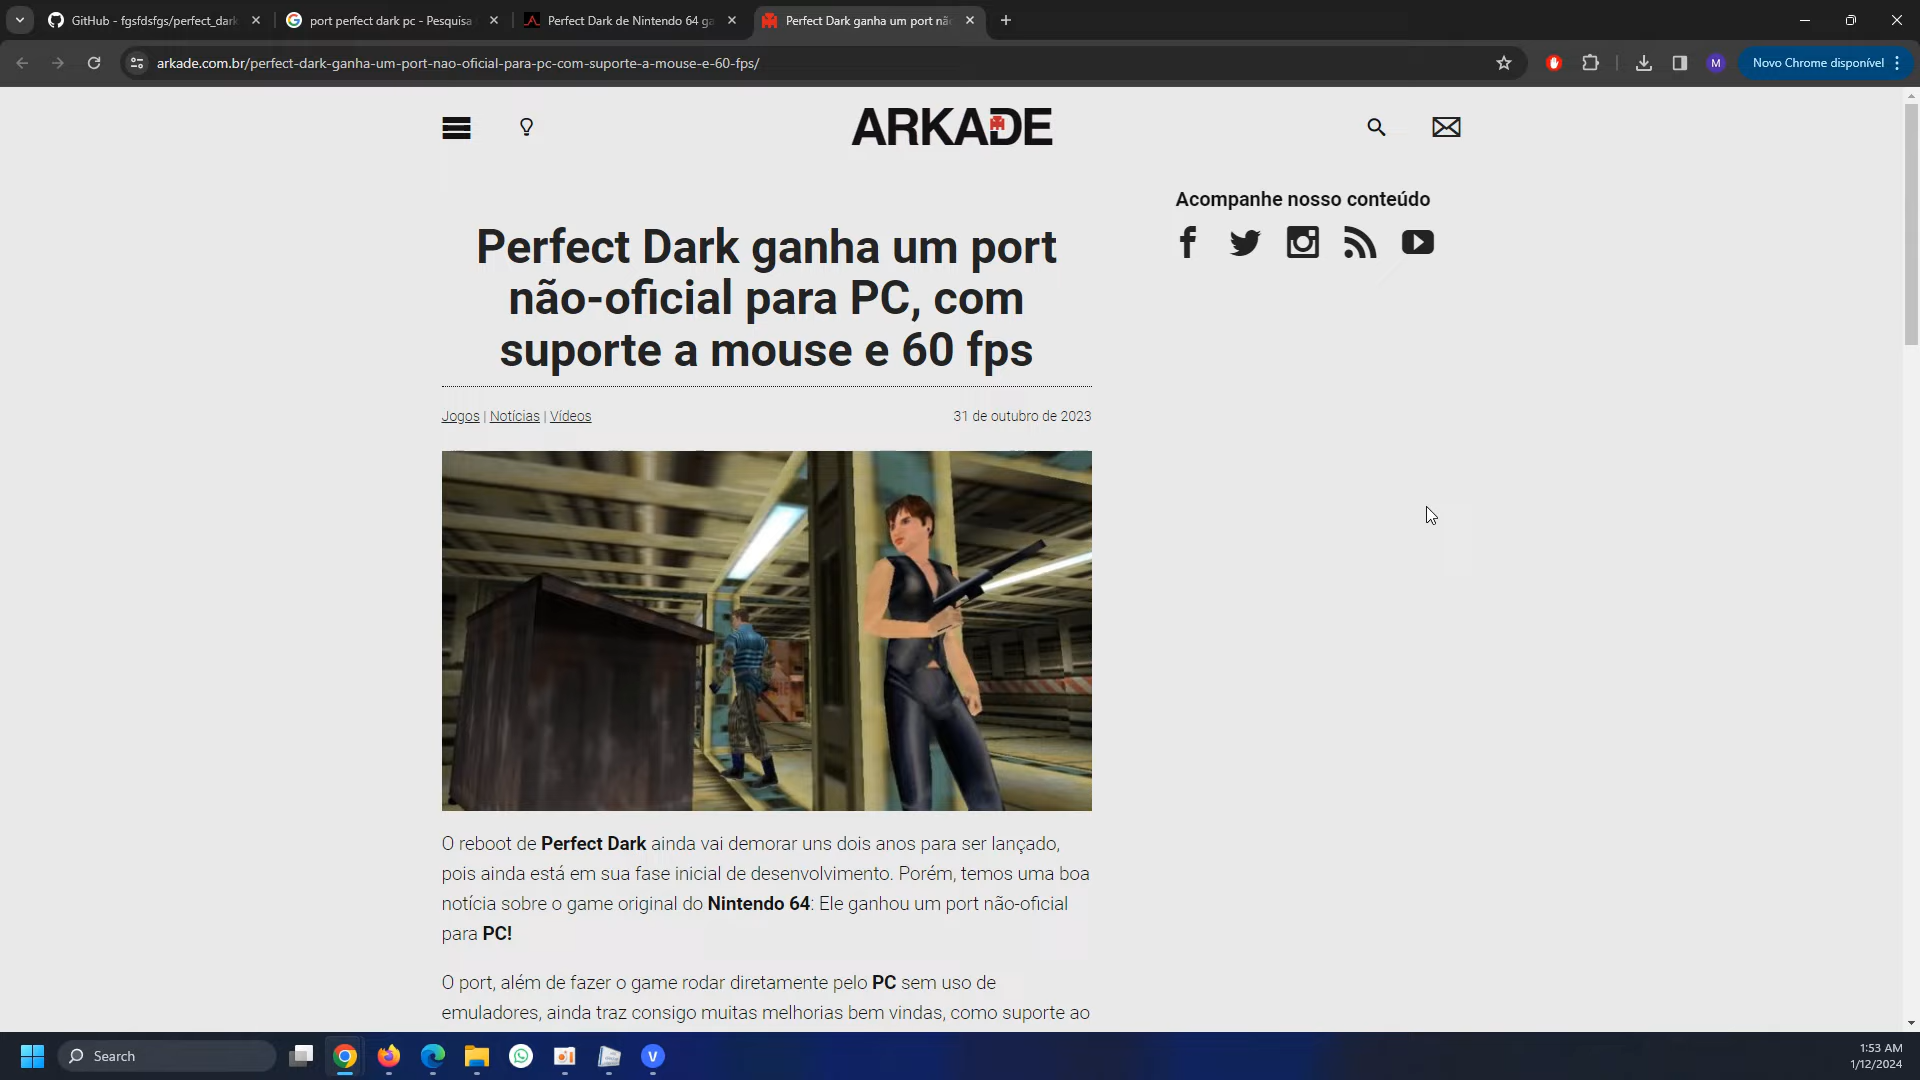 GitHub - fgsfdsfgs/perfect_dark
port perfect dark pc - Pesquisa
Perfect Dark de Nintendo 64 ga
Perfect Dark ganha um port nã
arkade.com.br/perfect-dark-ganha-um-port-nao-oficial-para-pc-com-suporte-a-mouse-e-60-fps/
M
Novo Chrome disponível
ARKADE
Acompanhe nosso conteúdo
Perfect Dark ganha um port
não-oficial para PC, com
suporte a mouse e 60 fps
Jogos | Notícias | Vídeos
31 de outubro de 2023
O reboot de Perfect Dark ainda vai demorar uns dois anos para ser lançado,
pois ainda está em sua fase inicial de desenvolvimento. Porém, temos uma boa
notícia sobre o game original do Nintendo 64: Ele ganhou um port não-oficial
para PC!
O port, além de fazer o game rodar diretamente pelo PC sem uso de
emuladores, ainda traz consigo muitas melhorias bem vindas, como suporte ao
Search
V
1:53 AM
1/12/2024